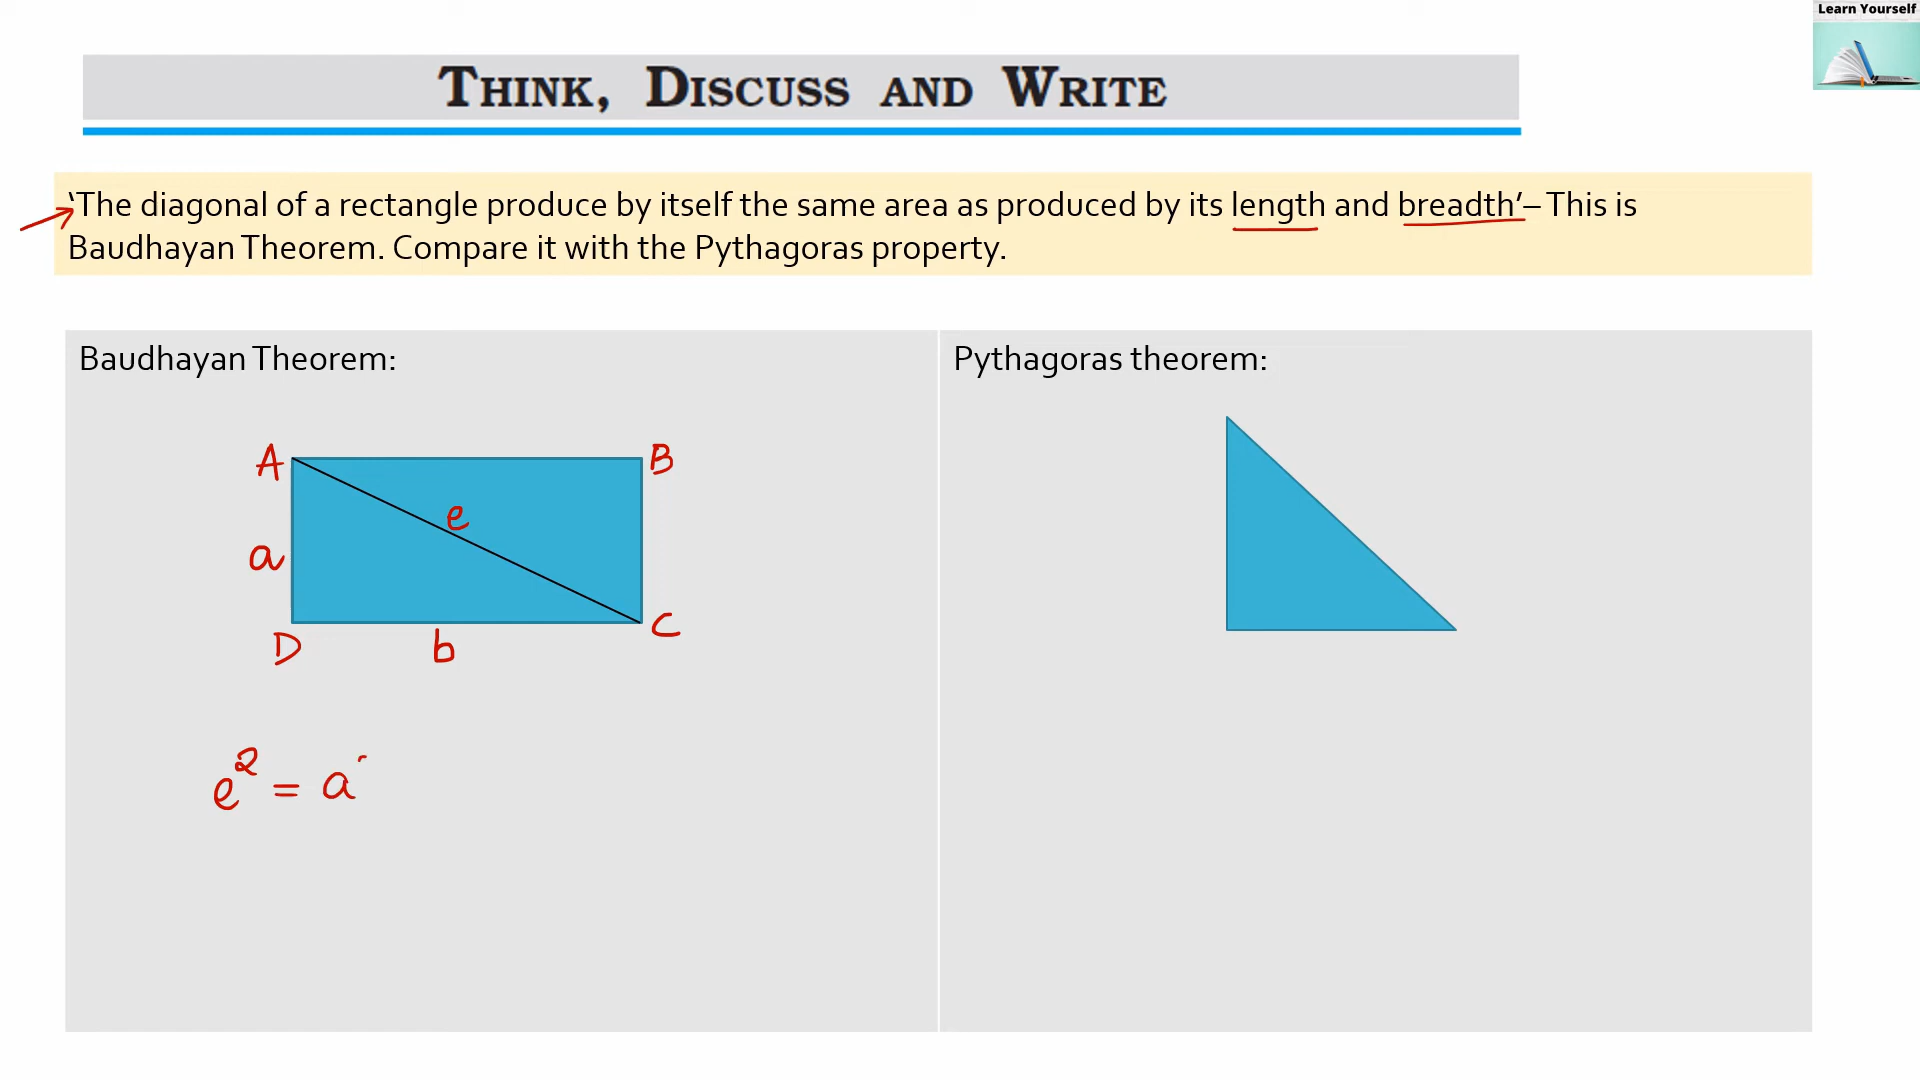 Learn Yourself
THINK, DISCUSS AND WRITE
‘The diagonal of a rectangle produce by itself the same area as produced by its length and breadth’– This is
Baudhayan Theorem. Compare it with the Pythagoras property.
Baudhayan Theorem:
A
B
e
a
D
b
C
e² = a
Pythagoras theorem: